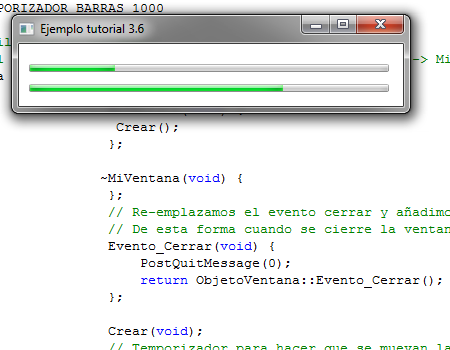 PORIZADOR BARRAS 1000
Ejemplo tutorial 3.6
-> Mi
Crear();
};
~MiVentana(void) {
};
// Re-emplazamos el evento cerrar y añadimo
// De esta forma cuando se cierre la ventan
Evento_Cerrar(void) {
PostQuitMessage(0);
return ObjetoVentana::Evento_Cerrar();
};
Crear(void);
// Temporizador para hacer que se muevan la